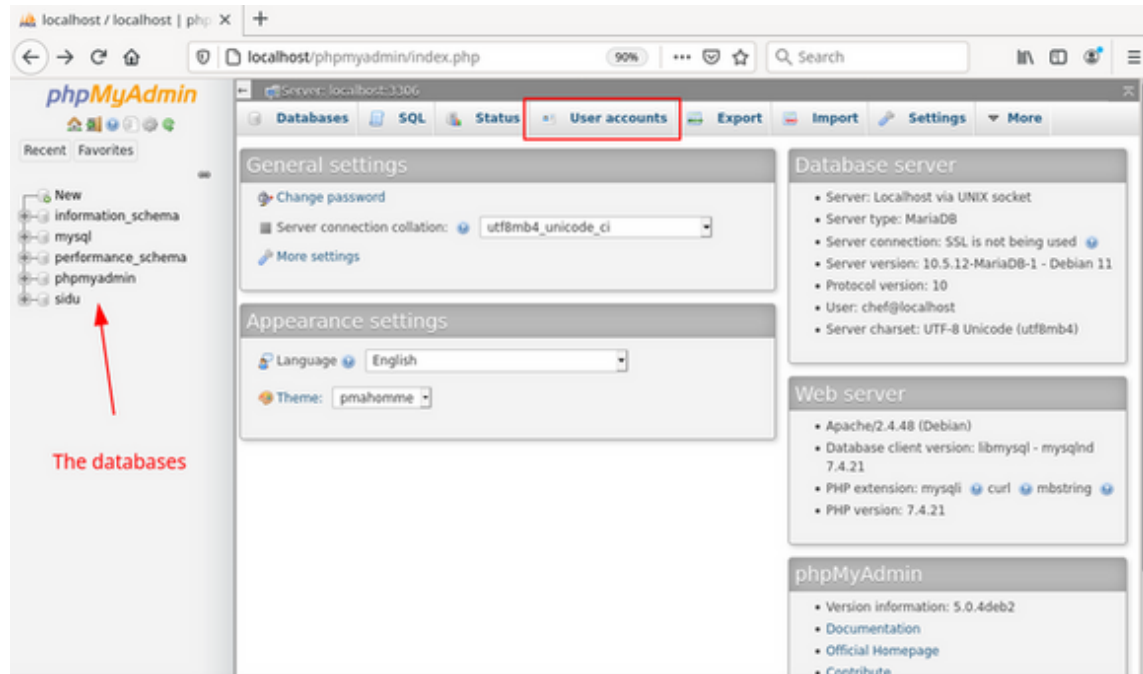 localhost / localhost | php
localhost/phpmyadmin/index.php
90%
Search
phpMyAdmin
Recent Favorites
New
information_schema
mysql
performance_schema
phpmyadmin
sidu
The databases
Server: localhost:3306
Databases SQL Status User accounts Export Import Settings More
General settings
Change password
Server connection collation: utf8mb4_unicode_ci
More settings
Appearance settings
Language English
Theme: pmahomme
Database server
• Server: Localhost via UNIX socket
• Server type: MariaDB
• Server connection: SSL is not being used
• Server version: 10.5.12-MariaDB-1 - Debian 11
• Protocol version: 10
• User: chef@localhost
• Server charset: UTF-8 Unicode (utf8mb4)
Web server
• Apache/2.4.48 (Debian)
• Database client version: libmysql - mysqlnd
7.4.21
• PHP extension: mysqli curl mbstring
• PHP version: 7.4.21
phpMyAdmin
• Version information: 5.0.4deb2
• Documentation
• Official Homepage
• Contribute